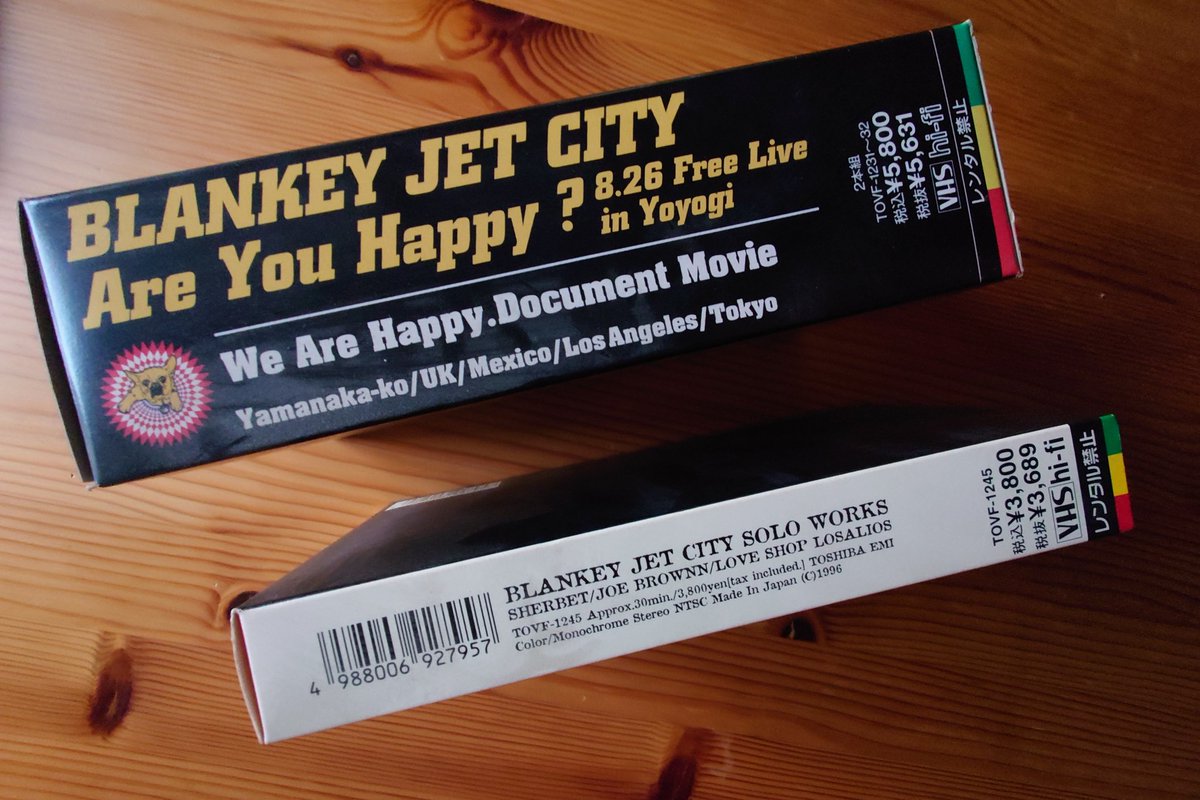 BLANKEY JET CITY
Are You Happy ?
8.26 Free Live
in Yoyogi
We Are Happy.Document Movie
Yamanaka-ko/UK/Mexico/Los Angeles/Tokyo
2本組
TOVF-1231~32
税込¥5,800
税抜¥5,631
VHS hi-fi
レンタル禁止
BLANKEY JET CITY SOLO WORKS
SHERBET/JOE BROWNN/LOVE SHOP LOSALIOS
TOVF-1245 Approx.30min./3,800yen[tax included.] TOSHIBA EMI
Color/Monochrome Stereo NTSC Made In Japan (C)1996
4 988006 927957
TOVF-1245
税込¥3,800
税抜¥3,689
VHS hi-fi
レンタル禁止